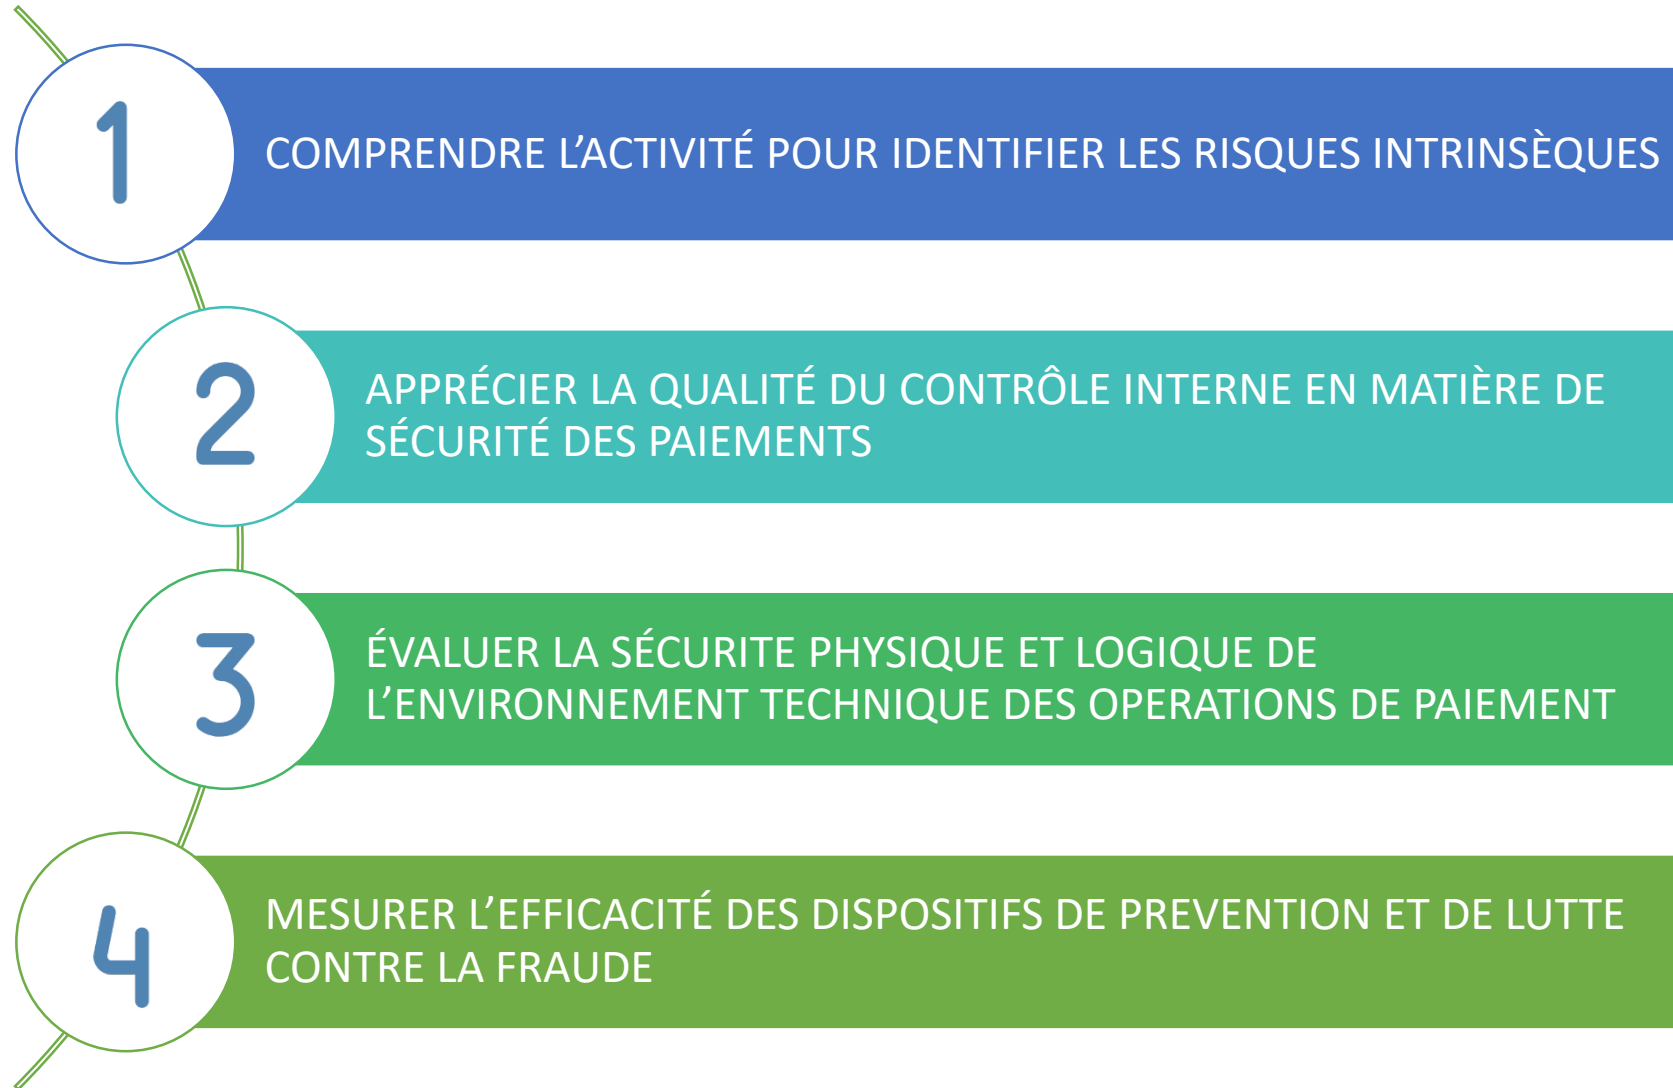 1
COMPRENDRE L’ACTIVITÉ POUR IDENTIFIER LES RISQUES INTRINSÈQUES
2
APPRÉCIER LA QUALITÉ DU CONTRÔLE INTERNE EN MATIÈRE DE
SÉCURITÉ DES PAIEMENTS
3
ÉVALUER LA SÉCURITE PHYSIQUE ET LOGIQUE DE
L’ENVIRONNEMENT TECHNIQUE DES OPERATIONS DE PAIEMENT
4
MESURER L’EFFICACITÉ DES DISPOSITIFS DE PREVENTION ET DE LUTTE
CONTRE LA FRAUDE